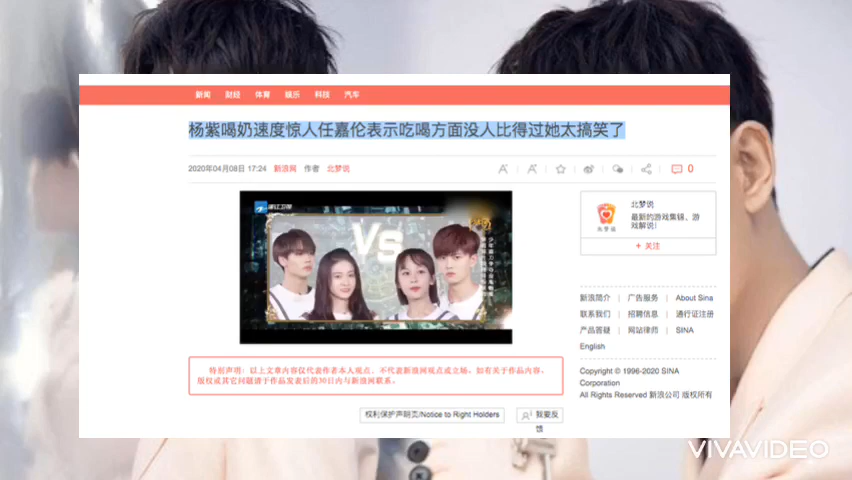 新闻 财经 体育 娱乐 科技 汽车
杨紫喝奶速度惊人任嘉伦表示吃喝方面没人比得过她太搞笑了
2020年04月08日 17:24 新浪网 作者 北梦说
0
浙江卫视
VS
北梦说
最新的游戏集锦、游
戏解说!
+ 关注
新浪简介 | 广告服务 | About Sina
联系我们 | 招聘信息 | 通行证注册
产品答疑 | 网站律师 | SINA
English
Copyright © 1996-2020 SINA
Corporation
All Rights Reserved 新浪公司 版权所有
特别声明：以上文章内容仅代表作者本人观点，不代表新浪网观点或立场。如有关于作品内容、
版权或其它问题请于作品发表后的30日内与新浪网联系。
权利保护声明页/Notice to Right Holders
我要反
馈
VIVAVIDEO